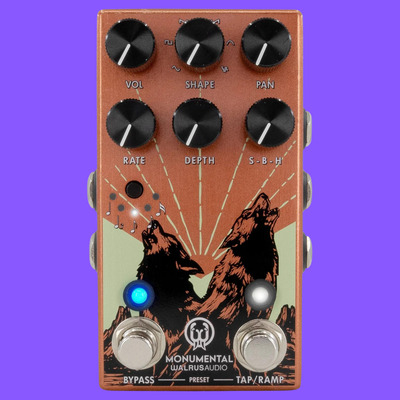 VOL SHAPE PAN
RATE DEPTH S-B-H
MONUMENTAL
WALRUSAUDIO
BYPASS PRESET TAP/RAMP